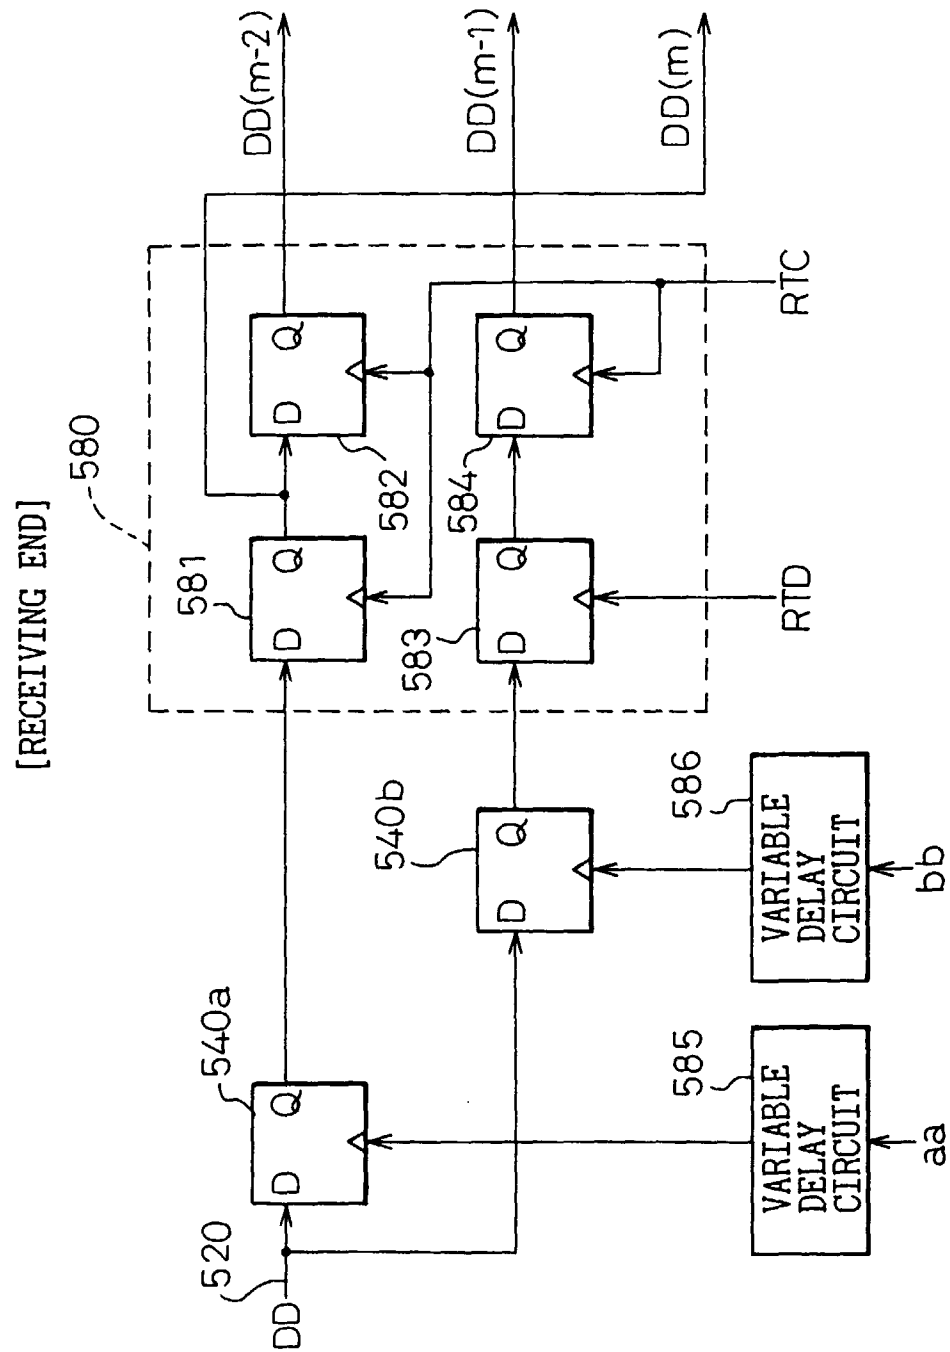 [RECEIVING END]
580
DD
520
540a
D
Q
581
D
Q
582
D
Q
DD(m-2)
540b
D
Q
583
D
Q
584
D
Q
DD(m-1)
DD(m)
585
VARIABLE
DELAY
CIRCUIT
aa
586
VARIABLE
DELAY
CIRCUIT
bb
RTD
RTC